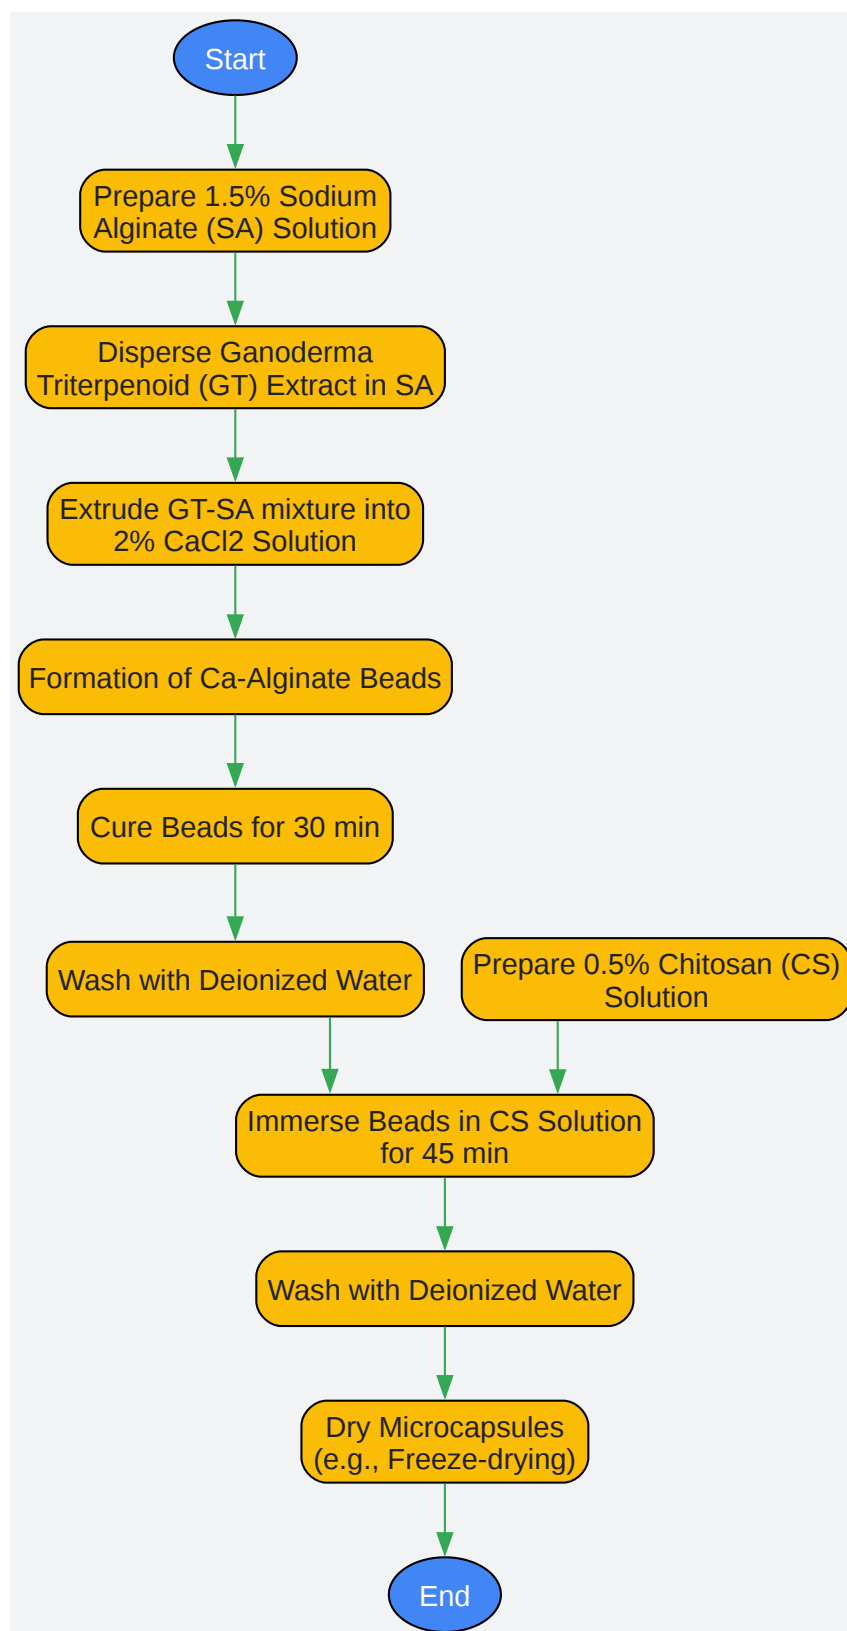 Start
Prepare 1.5% Sodium
Alginate (SA) Solution
Disperse Ganoderma
Triterpenoid (GT) Extract in SA
Extrude GT-SA mixture into
2% CaCl2 Solution
Formation of Ca-Alginate Beads
Cure Beads for 30 min
Wash with Deionized Water
Prepare 0.5% Chitosan (CS)
Solution
Immerse Beads in CS Solution
for 45 min
Wash with Deionized Water
Dry Microcapsules
(e.g., Freeze-drying)
End